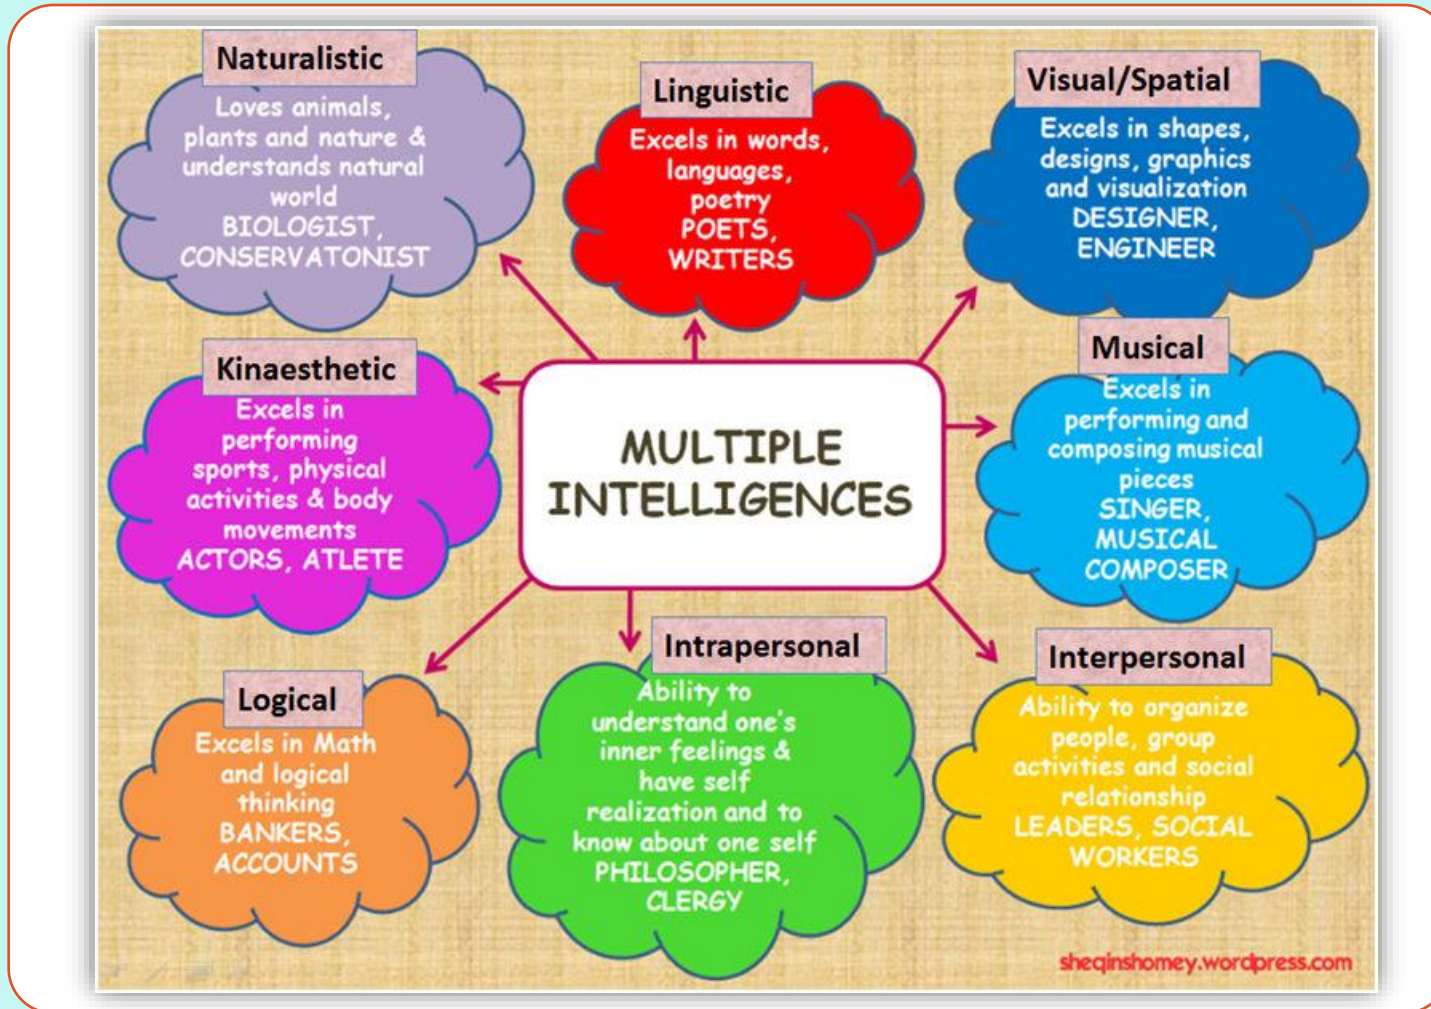 Naturalistic
Loves animals,
plants and nature &
understands natural
world
BIOLOGIST,
CONSERVATONIST
Linguistic
Excels in words,
languages,
poetry
POETS,
WRITERS
Visual/Spatial
Excels in shapes,
designs, graphics
and visualization
DESIGNER,
ENGINEER
Kinaesthetic
Excels in
performing
sports, physical
activities & body
movements
ACTORS, ATLETE
MULTIPLE
INTELLIGENCES
Musical
Excels in
performing and
composing musical
pieces
SINGER,
MUSICAL
COMPOSER
Logical
Excels in Math
and logical
thinking
BANKERS,
ACCOUNTS
Intrapersonal
Ability to
understand one's
inner feelings &
have self
realization and to
know about one self
PHILOSOPHER,
CLERGY
Interpersonal
Ability to organize
people, group
activities and social
relationship
LEADERS, SOCIAL
WORKERS
sheqinshomey.wordpress.com